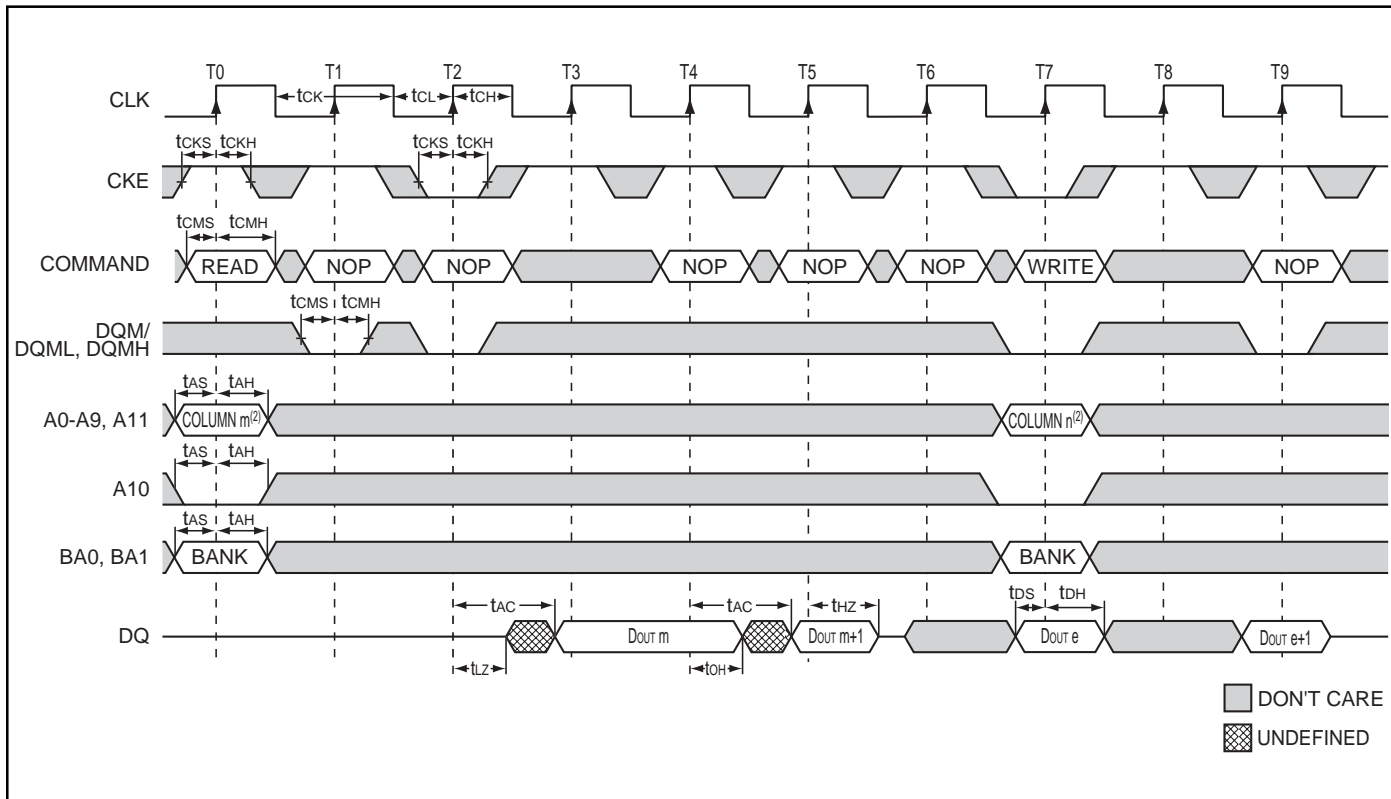 T0 T1 T2 T3 T4 T5 T6 T7 T8 T9
CLK tCK tCL tCH
tCKS tCKH tCKS tCKH
CKE
tCMS tCMH
COMMAND READ NOP NOP NOP NOP NOP WRITE NOP
tCMS tCMH
DQM/
DQML, DQMH
tAS tAH
A0-A9, A11 COLUMN m(2) COLUMN n(2)
tAS tAH
A10
tAS tAH
BA0, BA1 BANK BANK
tAC tAC tHZ tDS tDH
DQ DOUT m DOUT m+1 DOUT e DOUT e+1
tLZ tOH
DON'T CARE
UNDEFINED